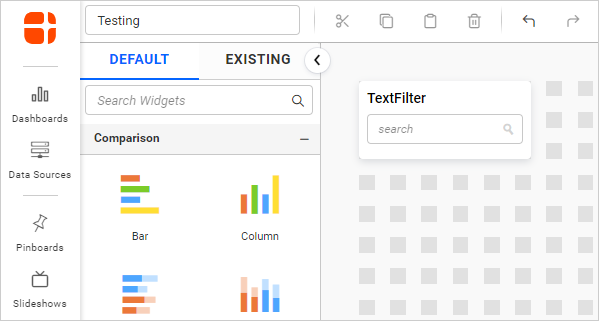 Testing
DEFAULT
EXISTING
Search Widgets
Comparison
Bar
Column
Dashboards
Data Sources
Pinboards
Slideshows
TextFilter
search